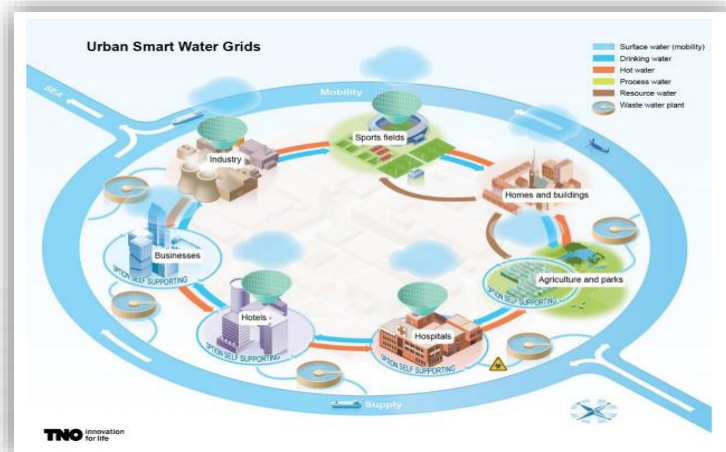 Urban Smart Water Grids
Surface water (mobility)
Drinking water
Hot water
Process water
Resource water
Waste water plant
SEA
Mobility
Sports fields
Industry
Homes and buildings
Businesses
OPTION SELF SUPPORTING
Agriculture and parks
OPTION SELF SUPPORTING
Hotels
OPTION SELF SUPPORTING
Hospitals
OPTION SELF SUPPORTING
Supply
TNO innovation
for life